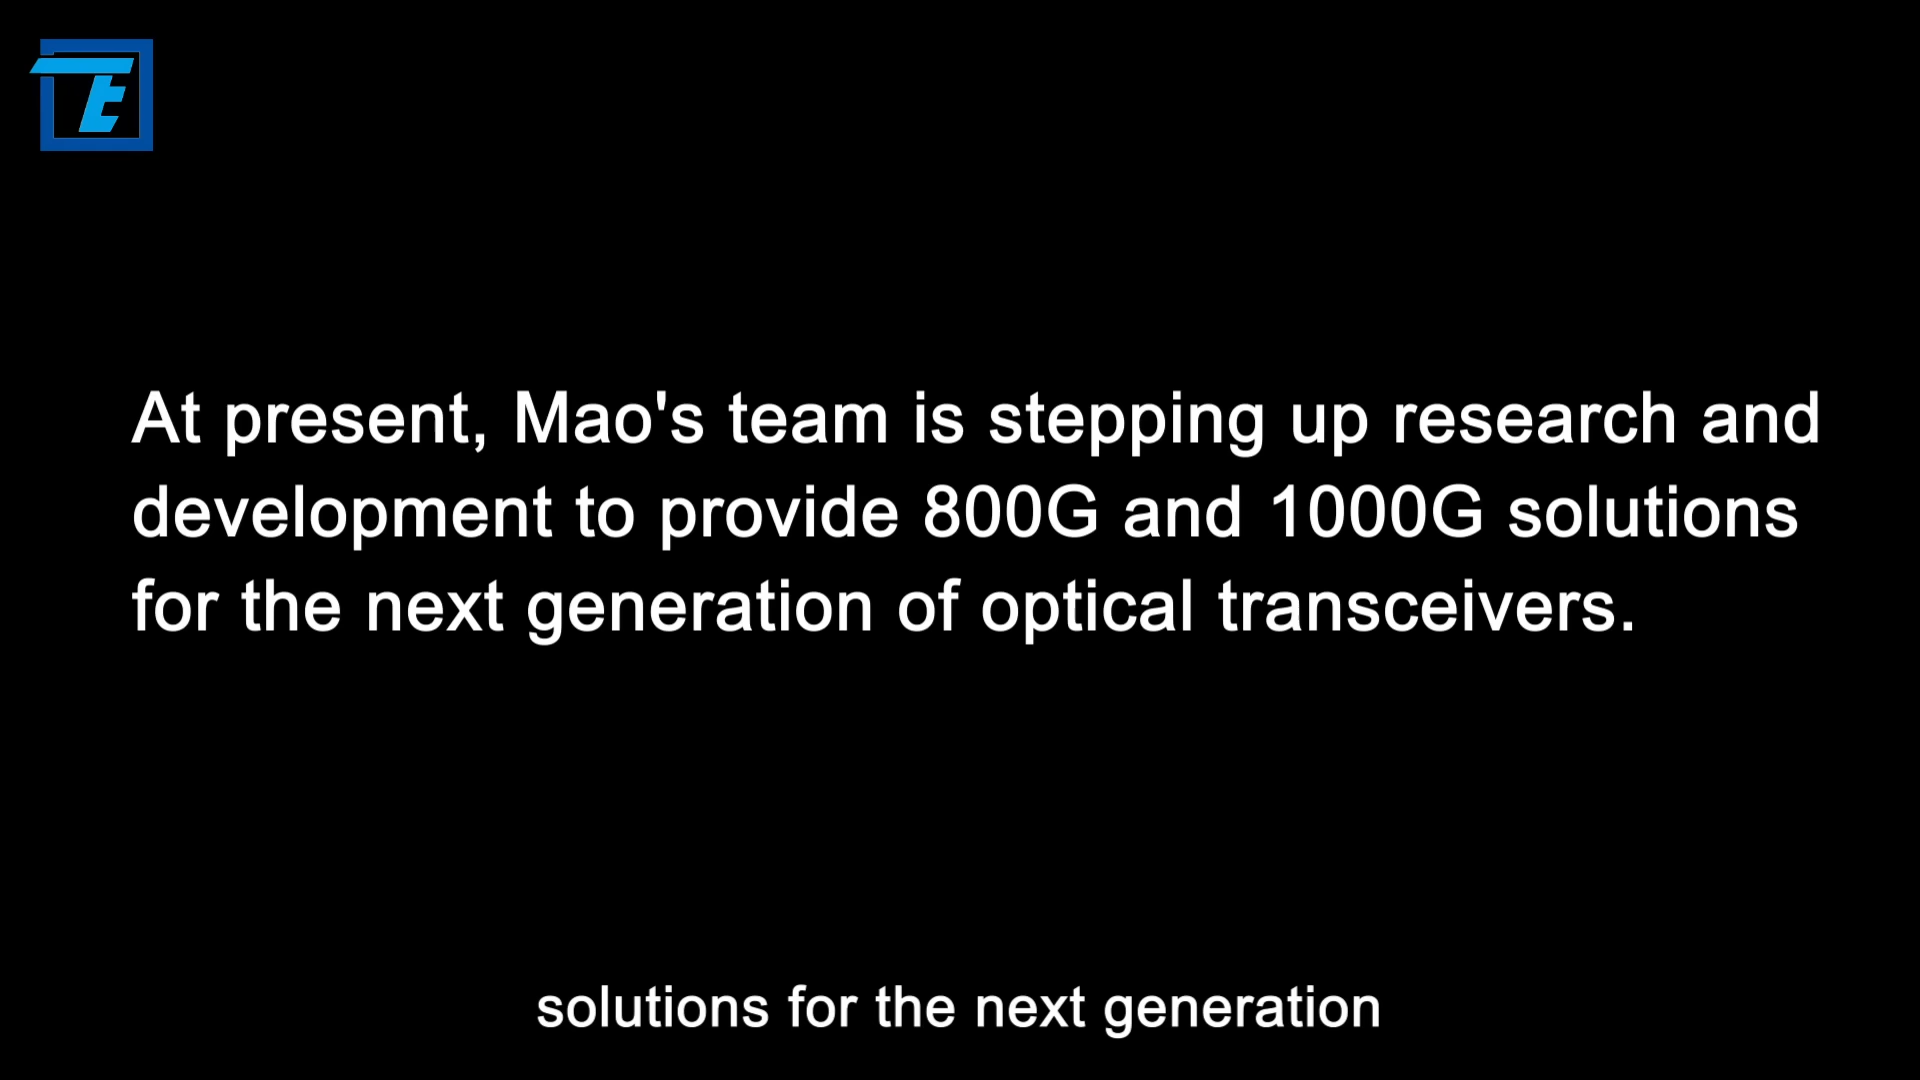 TE
At present, Mao's team is stepping up research and
development to provide 800G and 1000G solutions
for the next generation of optical transceivers.
solutions for the next generation